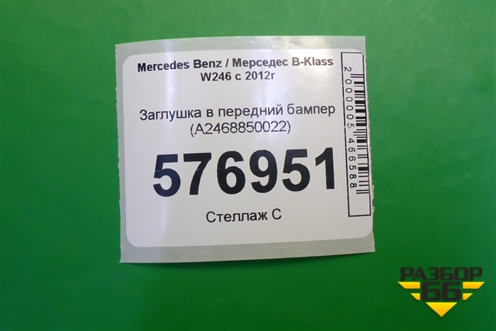 Mercedes Benz / Мерседес B-Klass
W246 с 2012г
Заглушка в передний бампер
(A2468850022)
576951
Стеллаж С
2000005466588
РАЗБОР
66